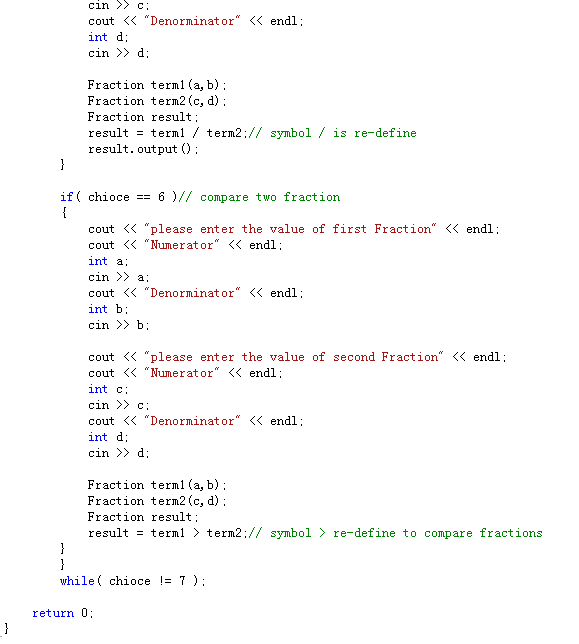 cin >> c;
cout << "Denorminator" << endl;
int d;
cin >> d;
Fraction term1(a,b);
Fraction term2(c,d);
Fraction result;
result = term1 / term2;// symbol / is re-define
result.output();
}
if( chioce == 6 )// compare two fraction
{
cout << "please enter the value of first Fraction" << endl;
cout << "Numerator" << endl;
int a;
cin >> a;
cout << "Denorminator" << endl;
int b;
cin >> b;
cout << "please enter the value of second Fraction" << endl;
cout << "Numerator" << endl;
int c;
cin >> c;
cout << "Denorminator" << endl;
int d;
cin >> d;
Fraction term1(a,b);
Fraction term2(c,d);
Fraction result;
result = term1 > term2;// symbol > re-define to compare fractions
}
}
while( chioce != 7 );
return 0;
}